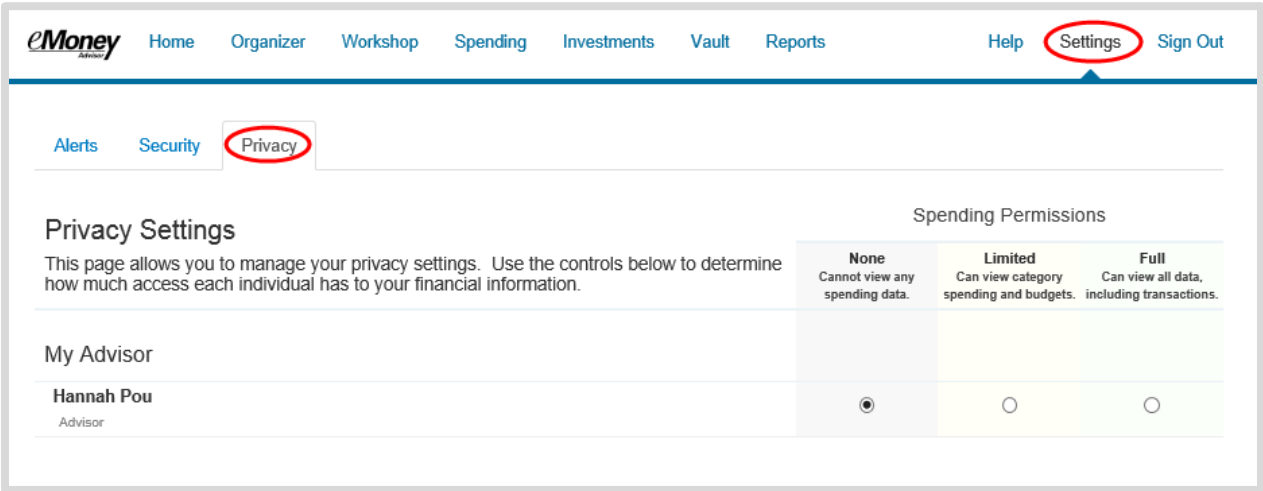 eMoney Advisor Home Organizer Workshop Spending Investments Vault Reports Help Settings Sign Out
Alerts Security Privacy
Privacy Settings
This page allows you to manage your privacy settings. Use the controls below to determine
how much access each individual has to your financial information.
Spending Permissions
None
Cannot view any
spending data.
Limited
Can view category
spending and budgets.
Full
Can view all data,
including transactions.
My Advisor
Hannah Pou
Advisor